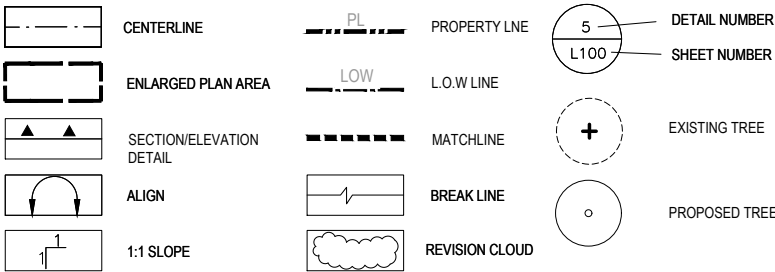 CENTERLINE
ENLARGED PLAN AREA
SECTION/ELEVATION
DETAIL
ALIGN
1
1
1:1 SLOPE
PL
PROPERTY LNE
LOW
L.O.W LINE
MATCHLINE
BREAK LINE
REVISION CLOUD
5
L100
DETAIL NUMBER
SHEET NUMBER
EXISTING TREE
PROPOSED TREE